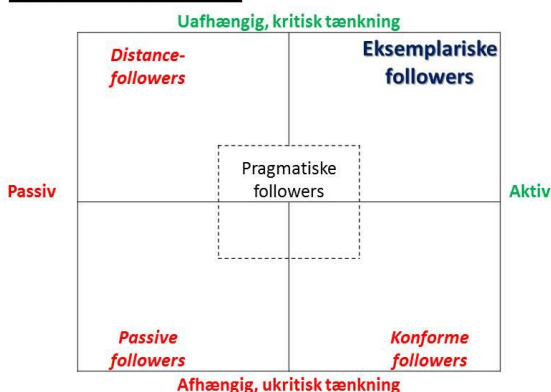 Uafhængig, kritisk tænkning
Distance-
followers
Eksemplariske
followers
Pragmatiske
followers
Passiv
Aktiv
Passive
followers
Konforme
followers
Afhængig, ukritisk tænkning